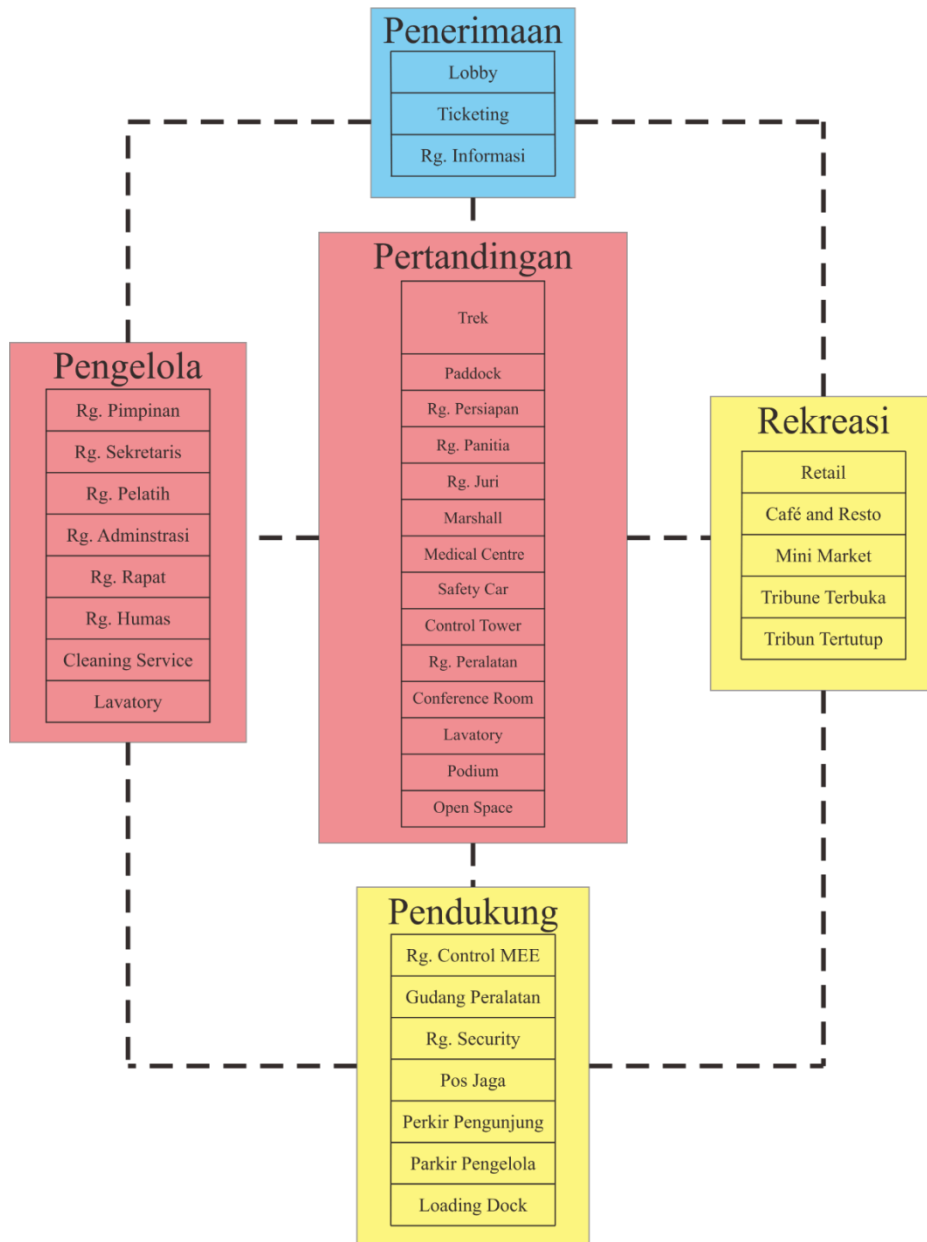 Penerimaan
Lobby
Ticketing
Rg. Informasi
Pertandingan
Trek
Paddock
Rg. Persiapan
Rg. Panitia
Rg. Juri
Marshall
Medical Centre
Safety Car
Control Tower
Rg. Peralatan
Conference Room
Lavatory
Podium
Open Space
Pengelola
Rg. Pimpinan
Rg. Sekretaris
Rg. Pelatih
Rg. Adminstrasi
Rg. Rapat
Rg. Humas
Cleaning Service
Lavatory
Rekreasi
Retail
Café and Resto
Mini Market
Tribune Terbuka
Tribun Tertutup
Pendukung
Rg. Control MEE
Gudang Peralatan
Rg. Security
Pos Jaga
Perkir Pengunjung
Parkir Pengelola
Loading Dock